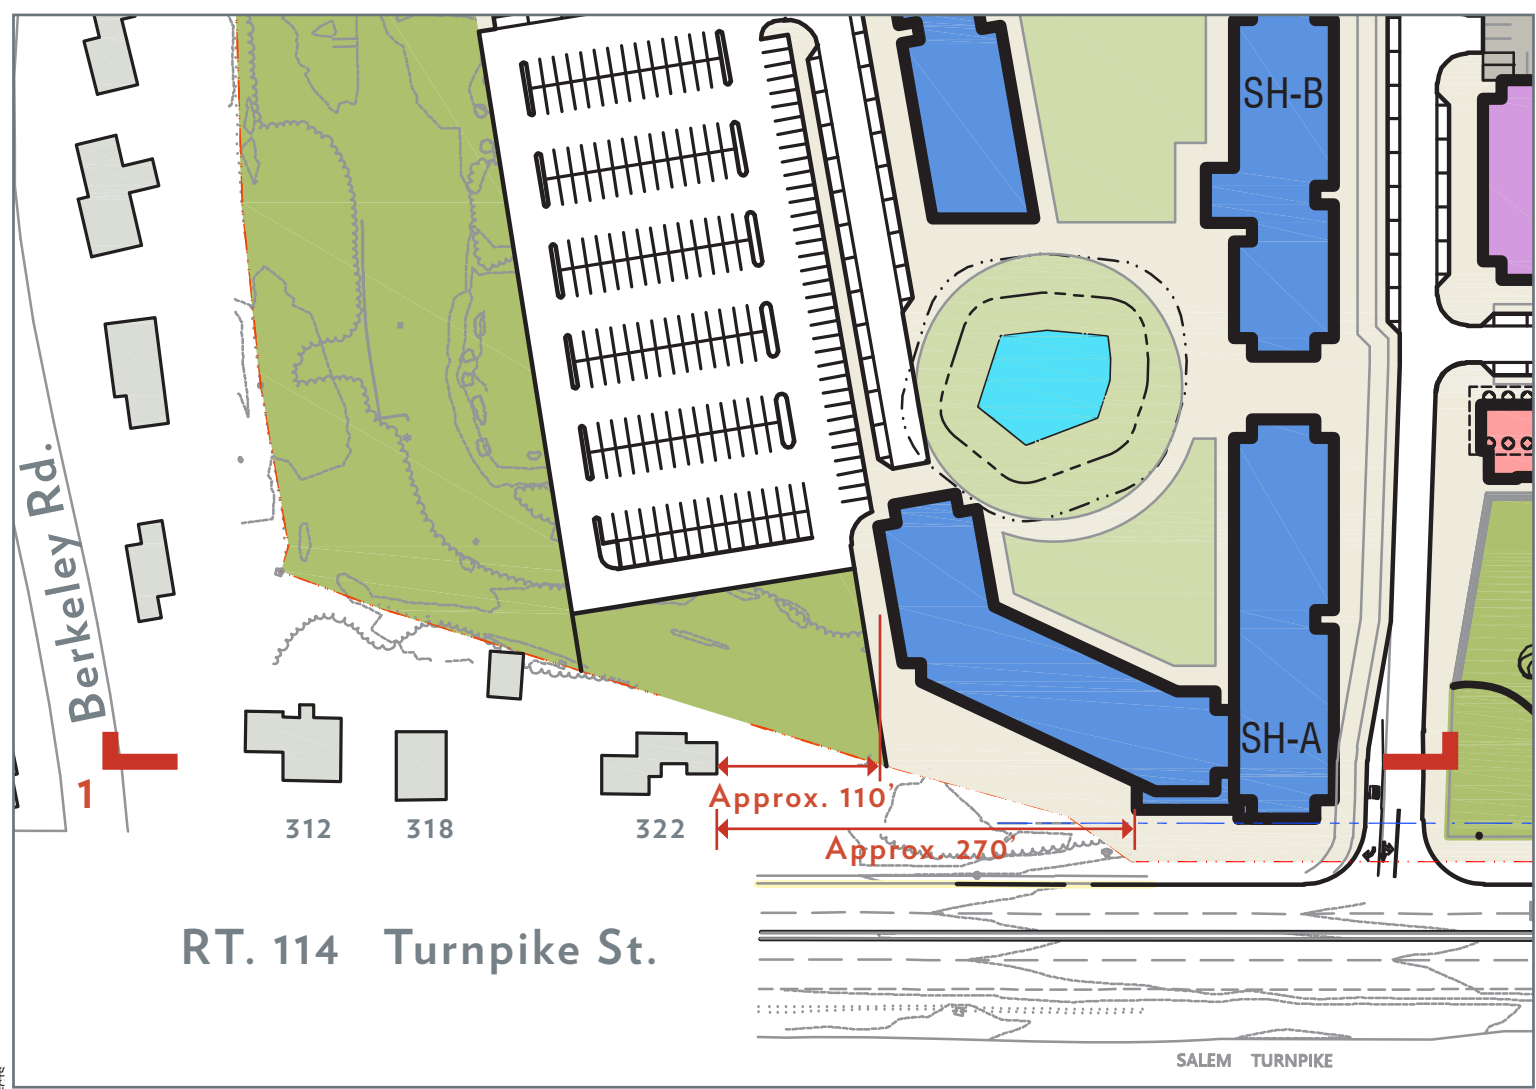 SH-B
Berkeley Rd.
SH-A
1
Approx. 110'
312 318 322
Approx. 270'
RT. 114 Turnpike St.
SALEM TURNPIKE